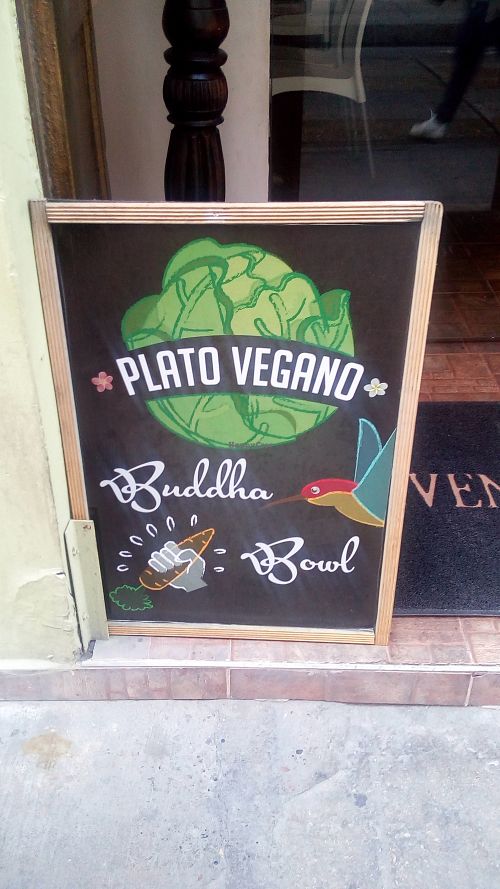 PLATO VEGANO
Buddha
Bowl
VEN